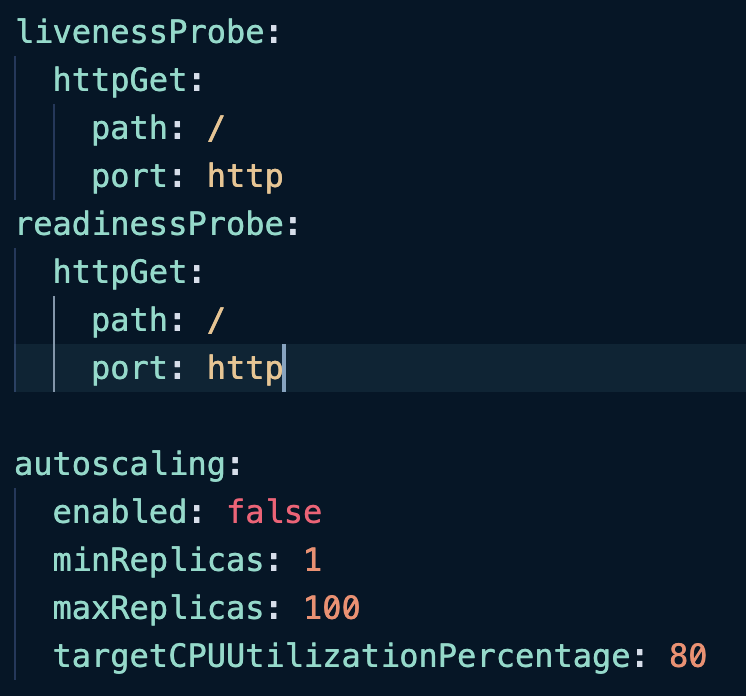 livenessProbe:
  httpGet:
    path: /
    port: http
readinessProbe:
  httpGet:
    path: /
    port: http

autoscaling:
  enabled: false
  minReplicas: 1
  maxReplicas: 100
  targetCPUUtilizationPercentage: 80